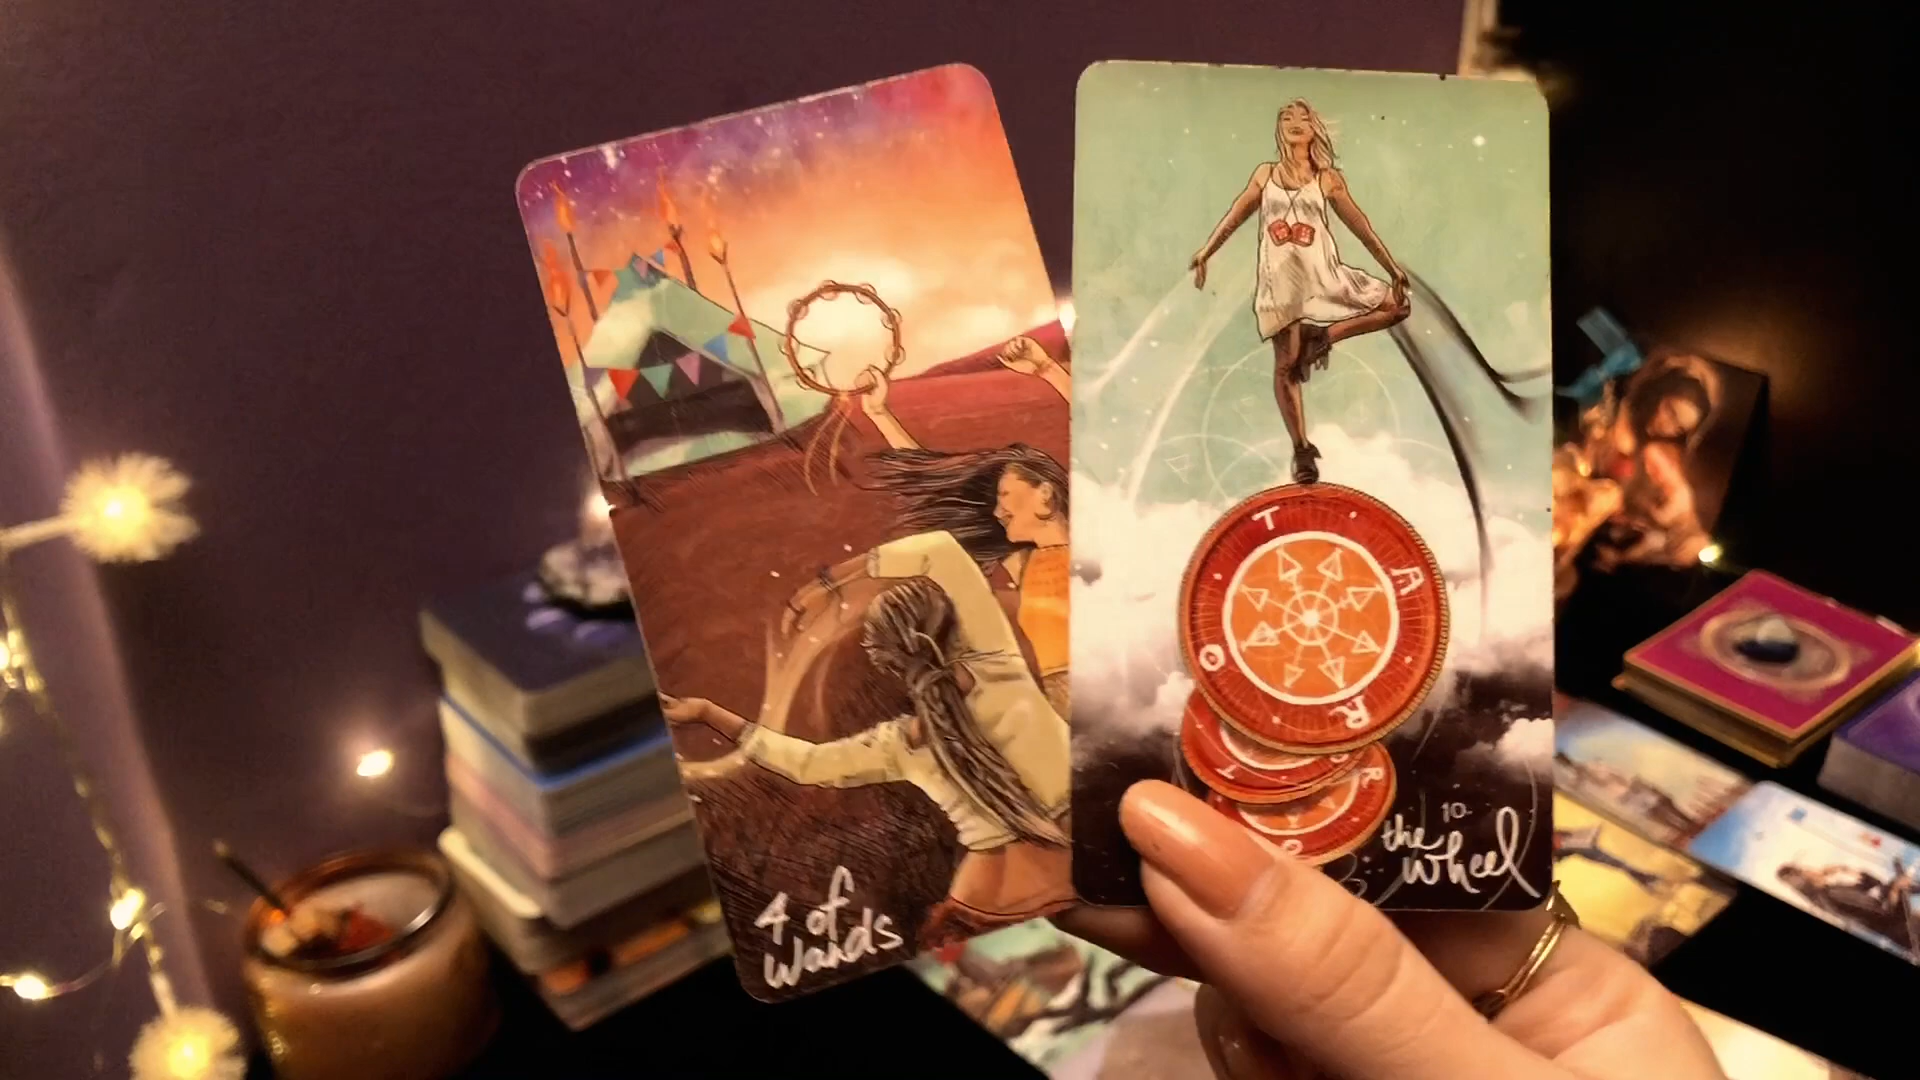 4 of
wands
T A R O
T R
10.
the
wheel